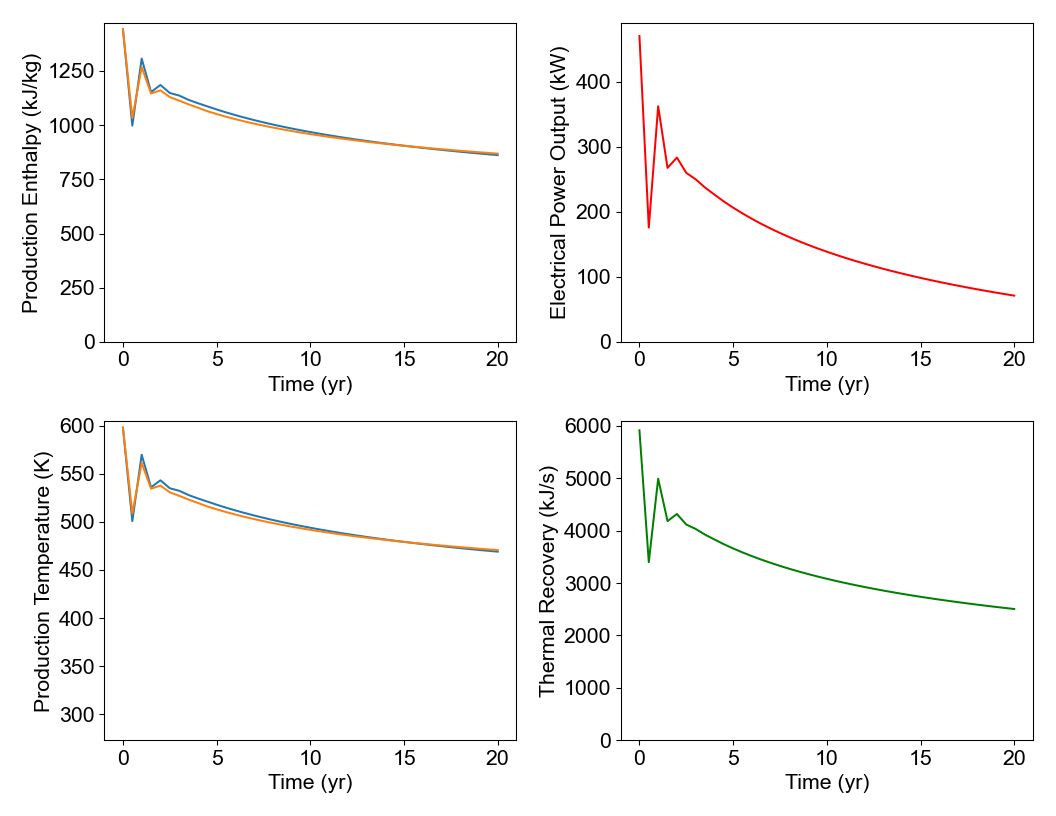 Production Enthalpy (kJ/kg)
1250
1000
750
500
250
0
0 5 10 15 20
Time (yr)
Electrical Power Output (kW)
400
300
200
100
0
0 5 10 15 20
Time (yr)
Production Temperature (K)
600
550
500
450
400
350
300
0 5 10 15 20
Time (yr)
Thermal Recovery (kJ/s)
6000
5000
4000
3000
2000
1000
0
0 5 10 15 20
Time (yr)